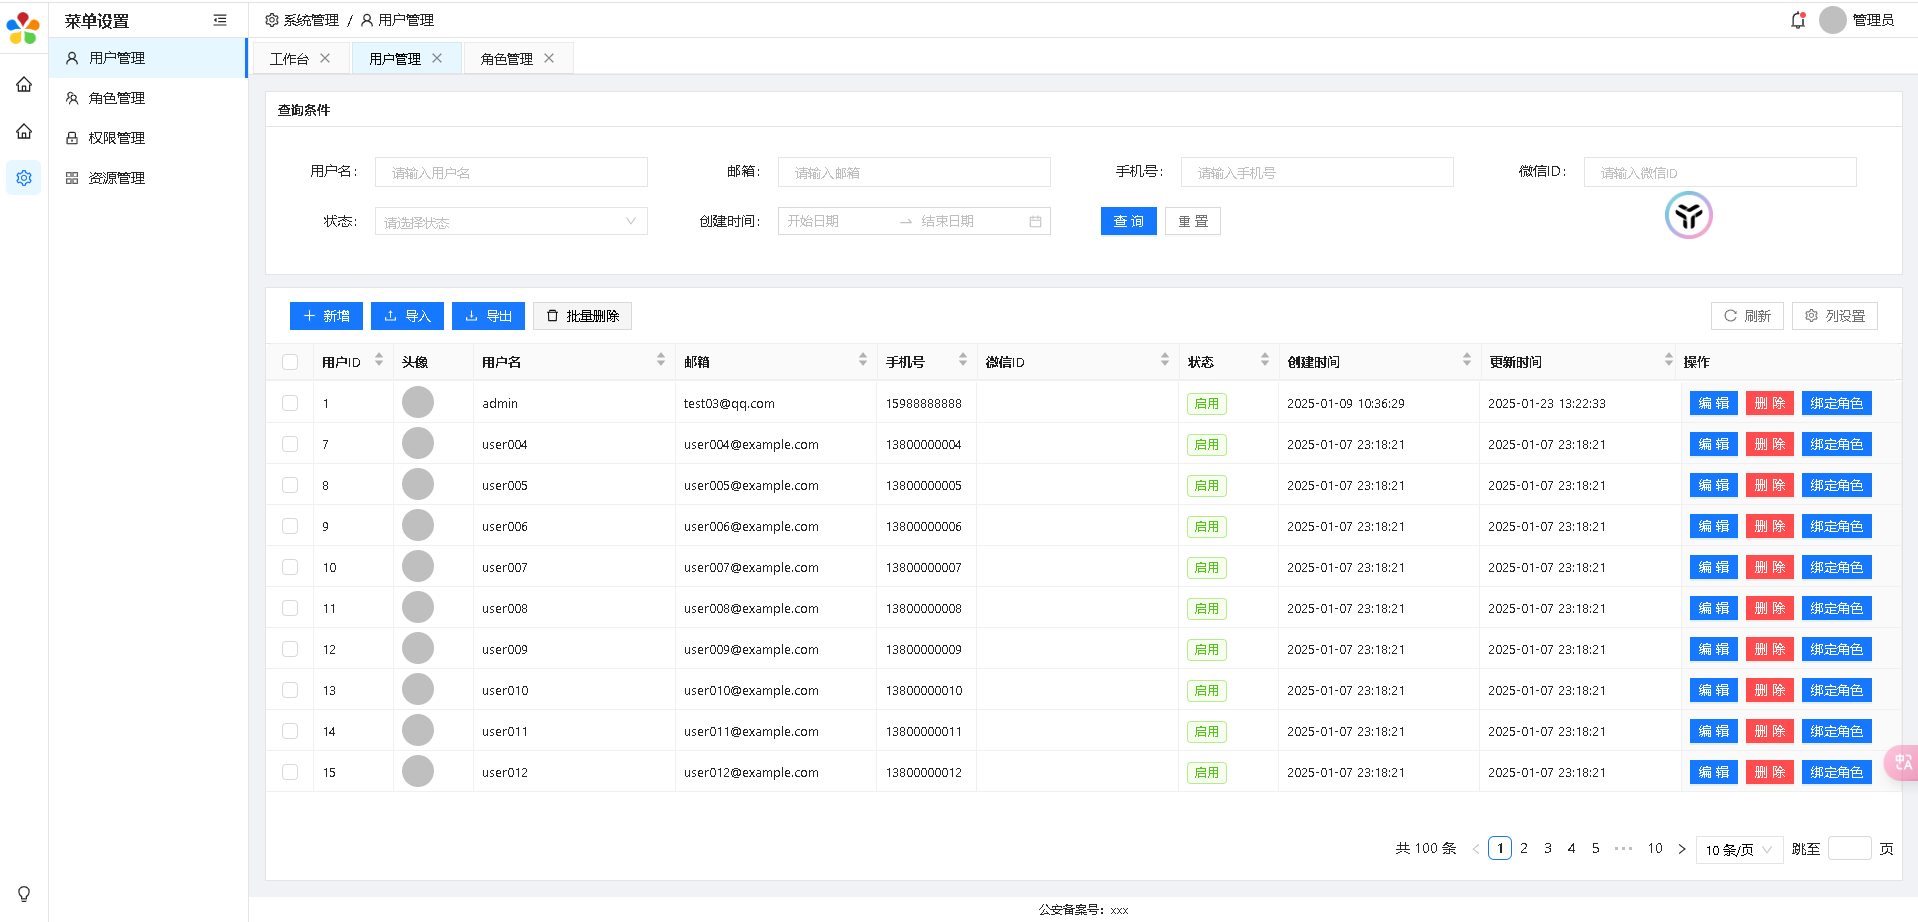 菜单设置
系统管理 / 用户管理
管理员
用户管理
角色管理
权限管理
资源管理
工作台 用户管理 角色管理
查询条件
用户名: 请输入用户名 邮箱: 请输入邮箱 手机号: 请输入手机号 微信ID: 请输入微信ID
状态: 请选择状态 创建时间: 开始日期 → 结束日期 查 询 重 置
+ 新增 导入 导出 批量删除 刷新 列设置
用户ID 头像 用户名 邮箱 手机号 微信ID 状态 创建时间 更新时间 操作
1 admin test03@qq.com 15988888888 启用 2025-01-09 10:36:29 2025-01-23 13:22:33 编 辑 删 除 绑定角色
7 user004 user004@example.com 13800000004 启用 2025-01-07 23:18:21 2025-01-07 23:18:21 编 辑 删 除 绑定角色
8 user005 user005@example.com 13800000005 启用 2025-01-07 23:18:21 2025-01-07 23:18:21 编 辑 删 除 绑定角色
9 user006 user006@example.com 13800000006 启用 2025-01-07 23:18:21 2025-01-07 23:18:21 编 辑 删 除 绑定角色
10 user007 user007@example.com 13800000007 启用 2025-01-07 23:18:21 2025-01-07 23:18:21 编 辑 删 除 绑定角色
11 user008 user008@example.com 13800000008 启用 2025-01-07 23:18:21 2025-01-07 23:18:21 编 辑 删 除 绑定角色
12 user009 user009@example.com 13800000009 启用 2025-01-07 23:18:21 2025-01-07 23:18:21 编 辑 删 除 绑定角色
13 user010 user010@example.com 13800000010 启用 2025-01-07 23:18:21 2025-01-07 23:18:21 编 辑 删 除 绑定角色
14 user011 user011@example.com 13800000011 启用 2025-01-07 23:18:21 2025-01-07 23:18:21 编 辑 删 除 绑定角色
15 user012 user012@example.com 13800000012 启用 2025-01-07 23:18:21 2025-01-07 23:18:21 编 辑 删 除 绑定角色
共 100 条 < 1 2 3 4 5 ••• 10 > 10 条/页 跳至 页
公安备案号：xxx